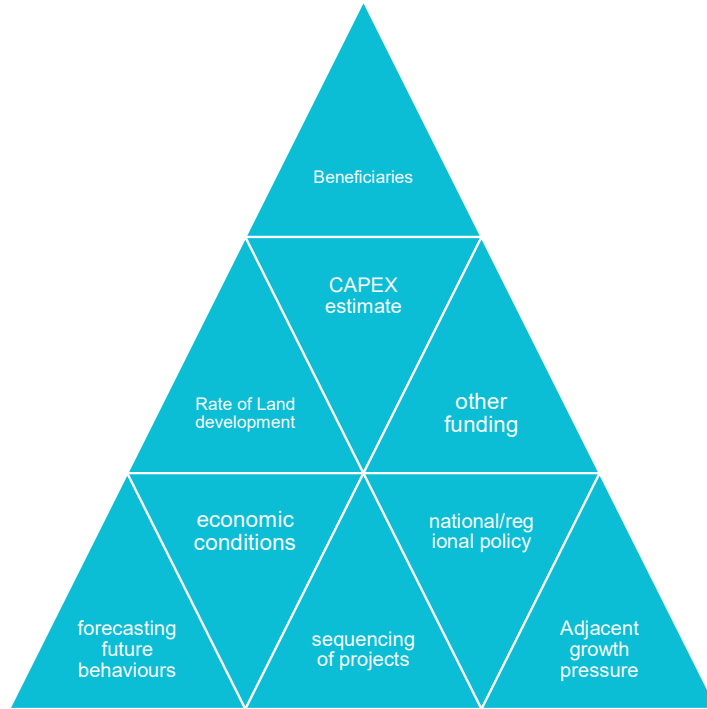 Beneficiaries
CAPEX
estimate
Rate of Land
development
other
funding
economic
conditions
national/reg
ional policy
forecasting
future
behaviours
sequencing
of projects
Adjacent
growth
pressure